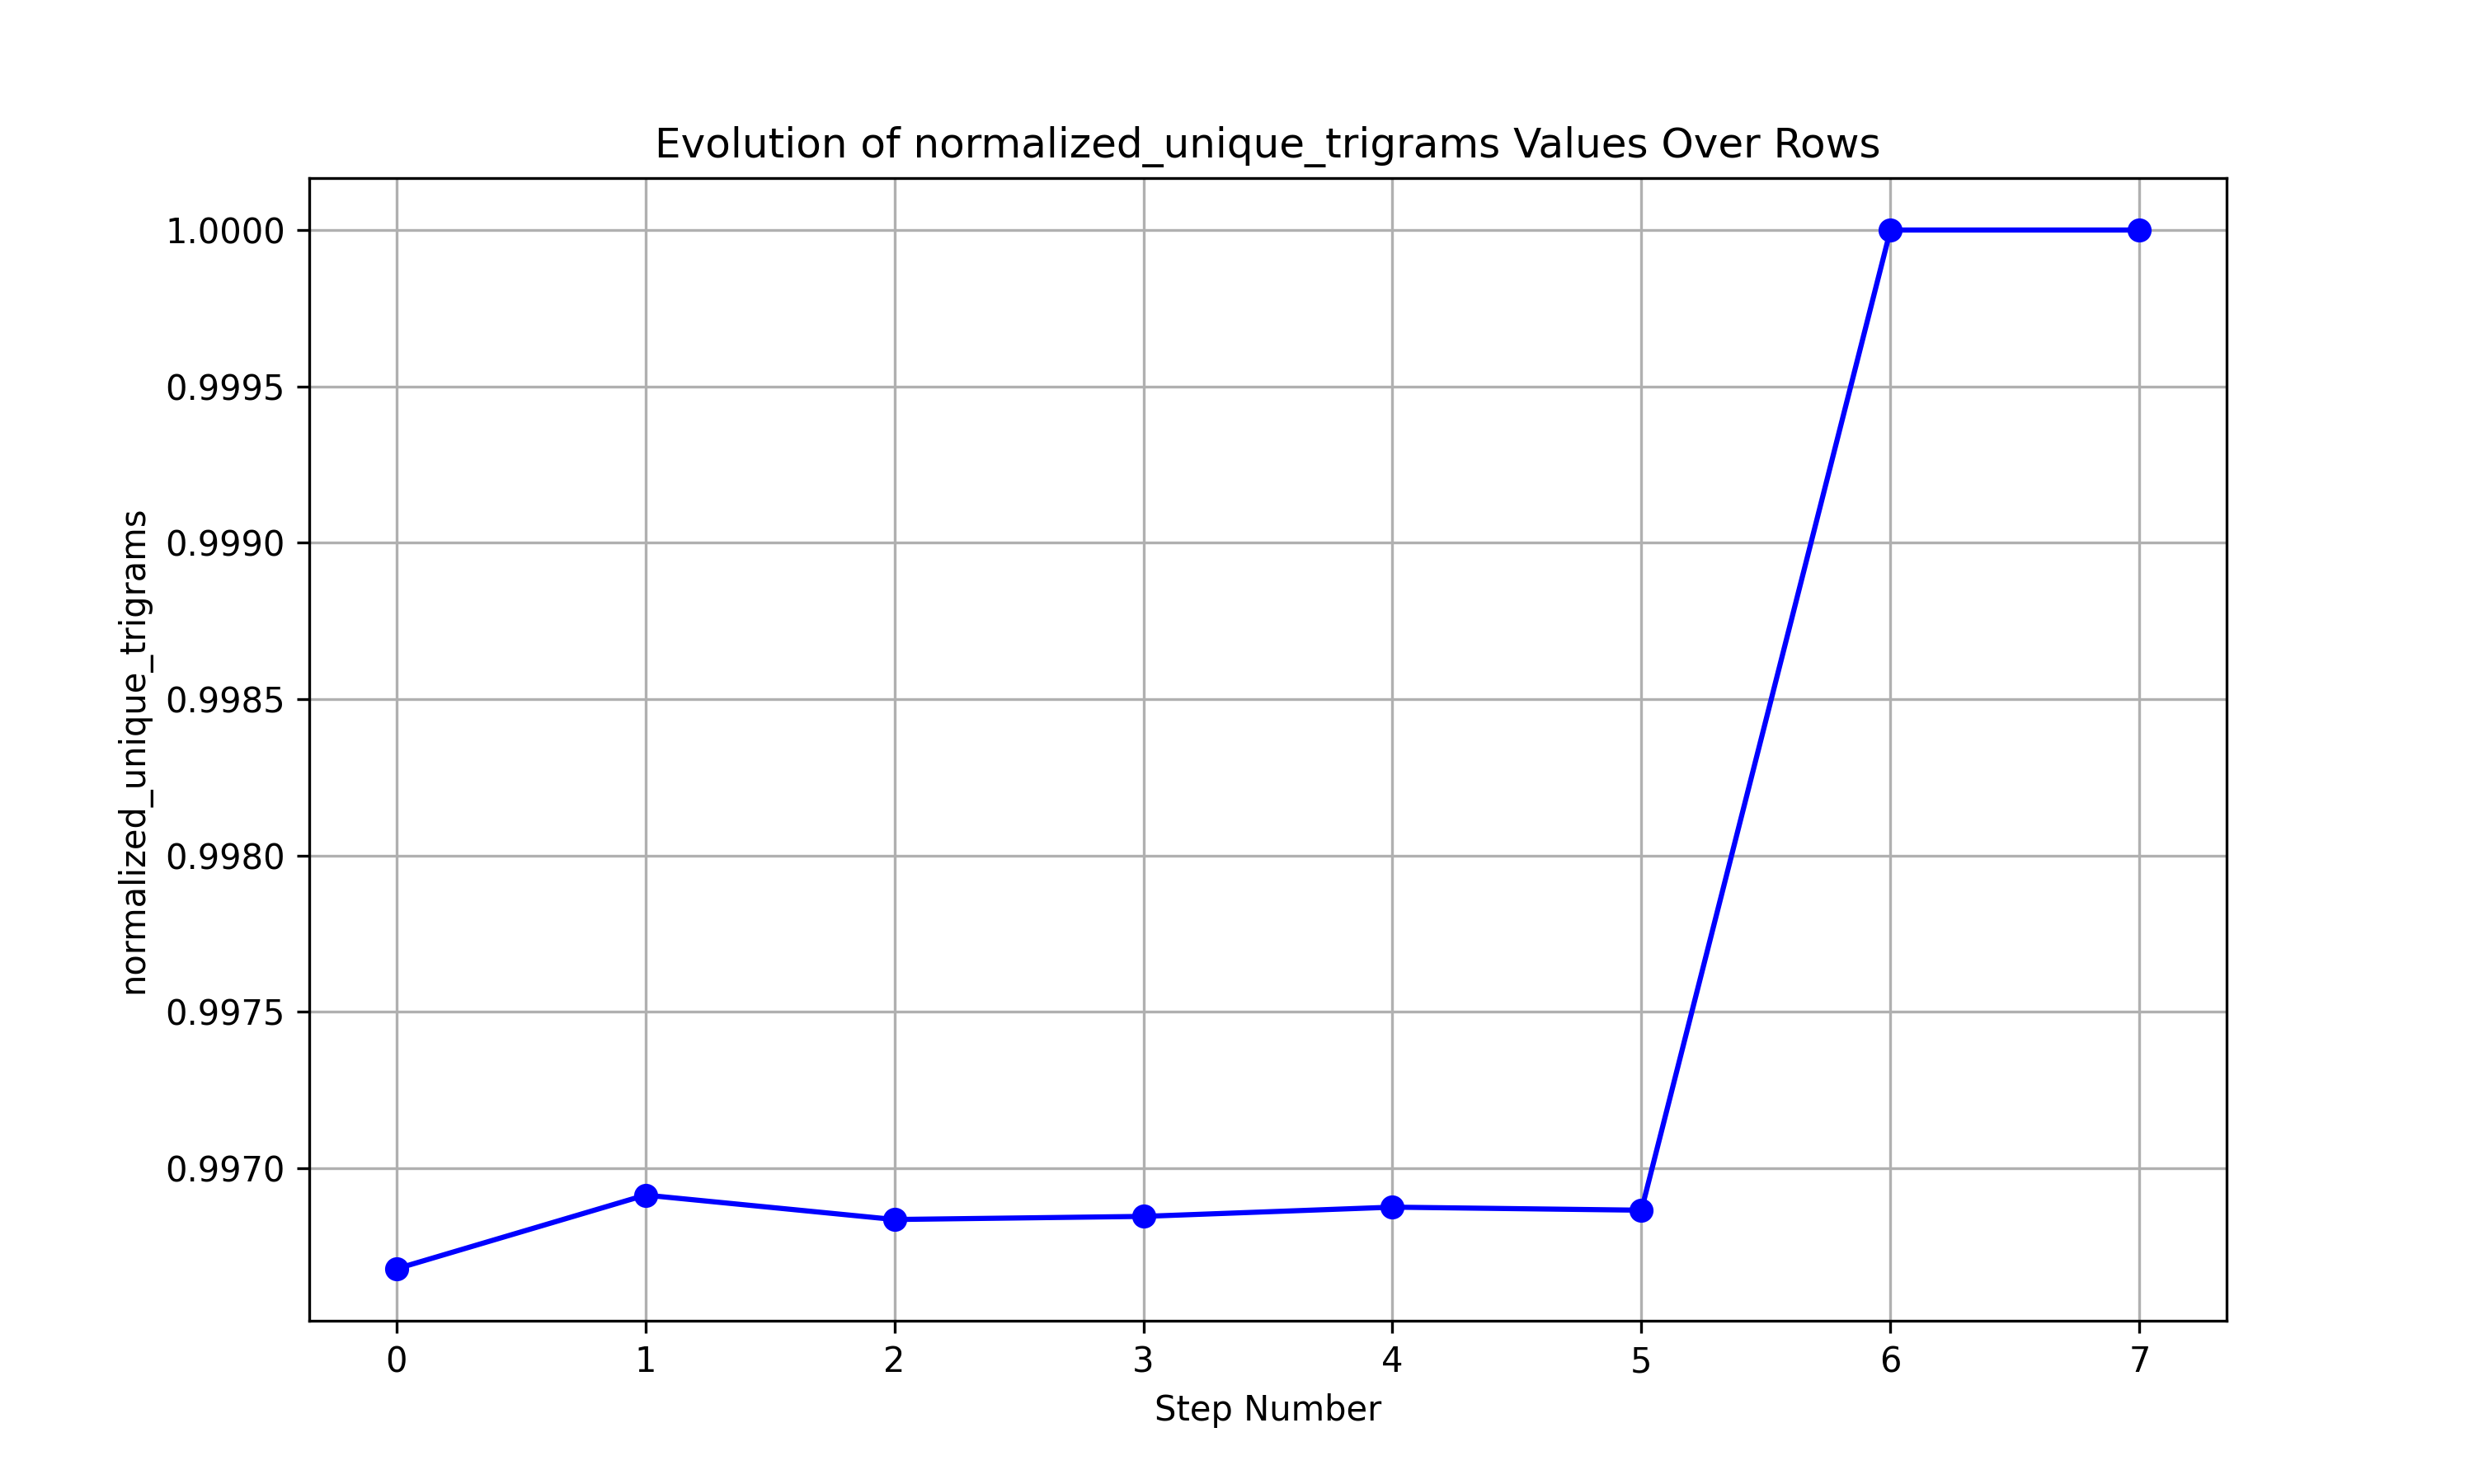 Evolution of normalized_unique_trigrams Values Over Rows
normalized_unique_trigrams
1.0000
0.9995
0.9990
0.9985
0.9980
0.9975
0.9970
0 1 2 3 4 5 6 7
Step Number